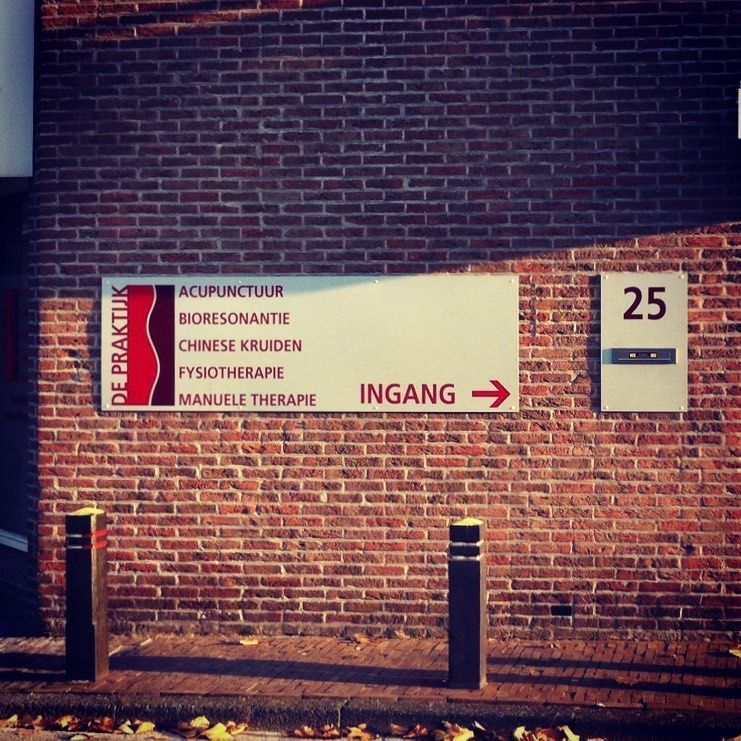 DE PRAKTIJK
ACUPUNCTUUR
BIORESONANTIE
CHINESE KRUIDEN
FYSIOTHERAPIE
MANUELE THERAPIE
INGANG
25